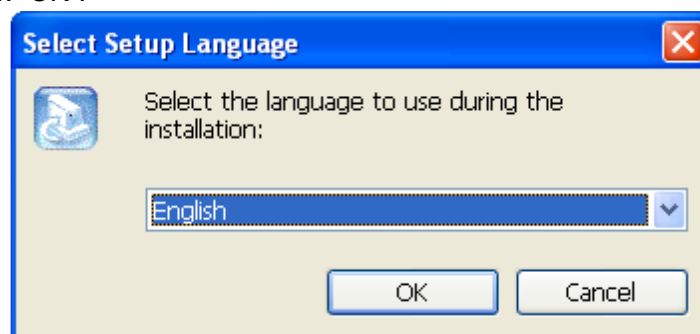 Select Setup Language
Select the language to use during the
installation:
English
OK
Cancel